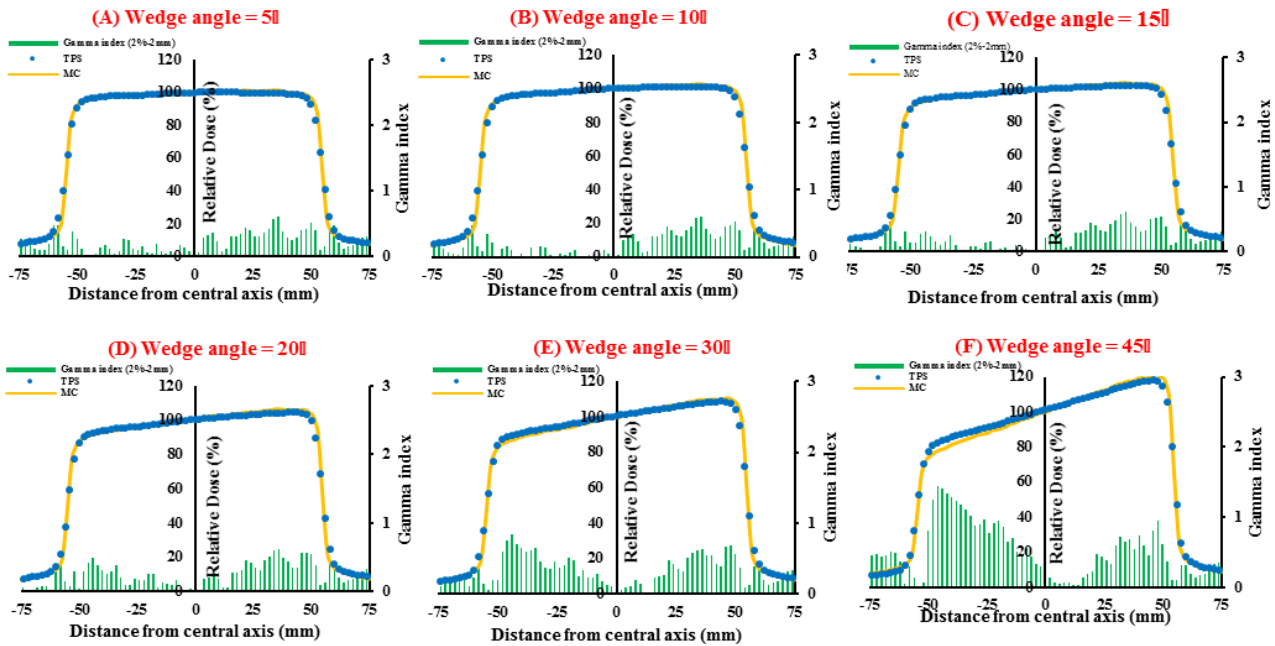 (A) Wedge angle = 5▯
Gamma index (2%-2mm)
TPS
MC
120
100
80
60
40
20
0
3
2
1
0
Relative Dose (%)
Gamma index
-75 -50 -25 0 25 50 75
Distance from central axis (mm)
(B) Wedge angle = 10▯
Gamma index (2%-2mm)
TPS
MC
120
100
80
60
40
20
0
3
2
1
0
Relative Dose (%)
Gamma index
-75 -50 -25 0 25 50 75
Distance from central axis (mm)
(C) Wedge angle = 15▯
Gamma index (2%-2mm)
TPS
MC
120
100
80
60
40
20
0
3
2
1
0
Relative Dose (%)
Gamma index
-75 -50 -25 0 25 50 75
Distance from central axis (mm)
(D) Wedge angle = 20▯
Gamma index (2%-2mm)
TPS
MC
120
100
80
60
40
20
0
3
2
1
0
Relative Dose (%)
Gamma index
-75 -50 -25 0 25 50 75
Distance from central axis (mm)
(E) Wedge angle = 30▯
Gamma index (2%-2mm)
TPS
MC
120
100
80
60
40
20
0
3
2
1
0
Relative Dose (%)
Gamma index
-75 -50 -25 0 25 50 75
Distance from central axis (mm)
(F) Wedge angle = 45▯
Gamma index (2%-2mm)
TPS
MC
120
100
80
60
40
20
0
3
2
1
0
Relative Dose (%)
Gamma index
-75 -50 -25 0 25 50 75
Distance from central axis (mm)